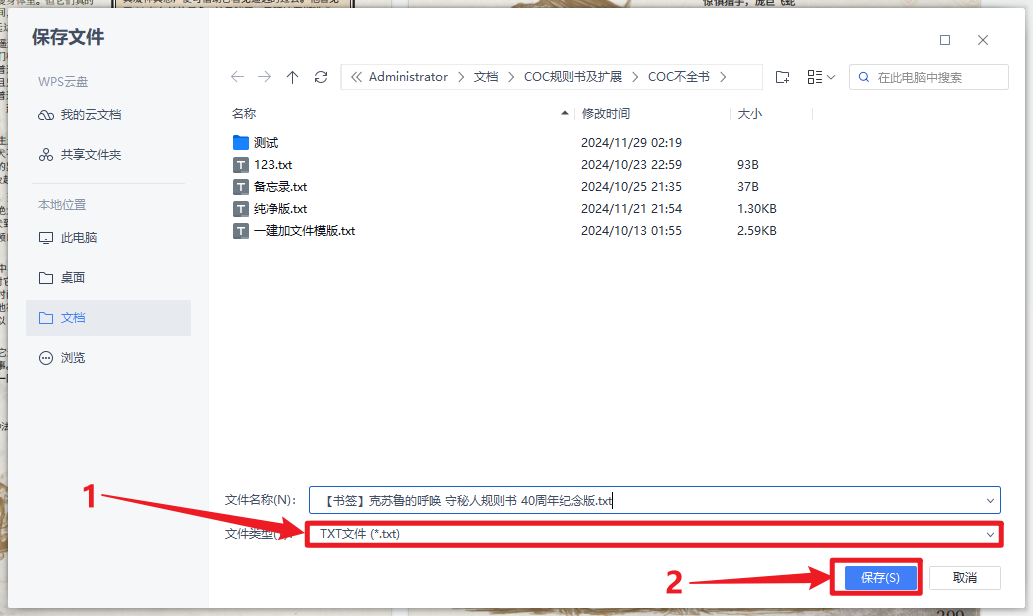 保存文件
WPS云盘
我的云文档
共享文件夹
本地位置
此电脑
桌面
文档
浏览
Administrator 文档 COC规则书及扩展 COC不全书
在此电脑中搜索
名称 修改时间 大小
测试 2024/11/29 02:19
123.txt 2024/10/23 22:59 93B
备忘录.txt 2024/10/25 21:35 37B
纯净版.txt 2024/11/21 21:54 1.30KB
一建加文件模版.txt 2024/10/13 01:55 2.59KB
1
文件名称(N)： 【书签】克苏鲁的呼唤 守秘人规则书 40周年纪念版.txt
文件类型( TXT文件 (*.txt)
2
保存(S) 取消